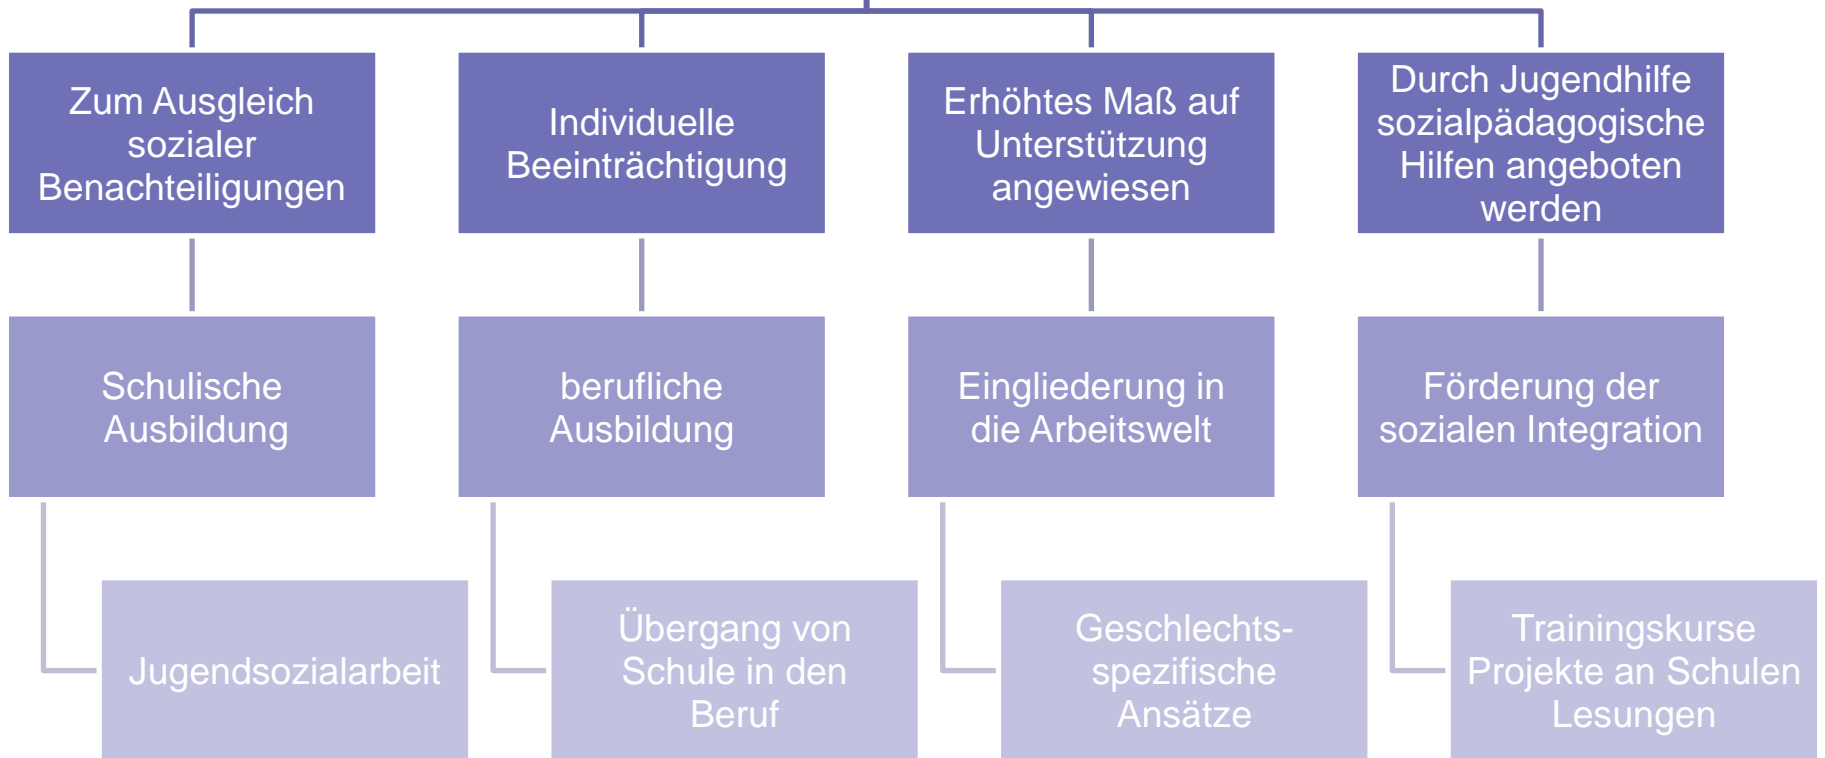 Zum Ausgleich
sozialer
Benachteiligungen
Individuelle
Beeinträchtigung
Erhöhtes Maß auf
Unterstützung
angewiesen
Durch Jugendhilfe
sozialpädagogische
Hilfen angeboten
werden
Schulische
Ausbildung
berufliche
Ausbildung
Eingliederung in
die Arbeitswelt
Förderung der
sozialen Integration
Jugendsozialarbeit
Übergang von
Schule in den
Beruf
Geschlechts-
spezifische
Ansätze
Trainingskurse
Projekte an Schulen
Lesungen